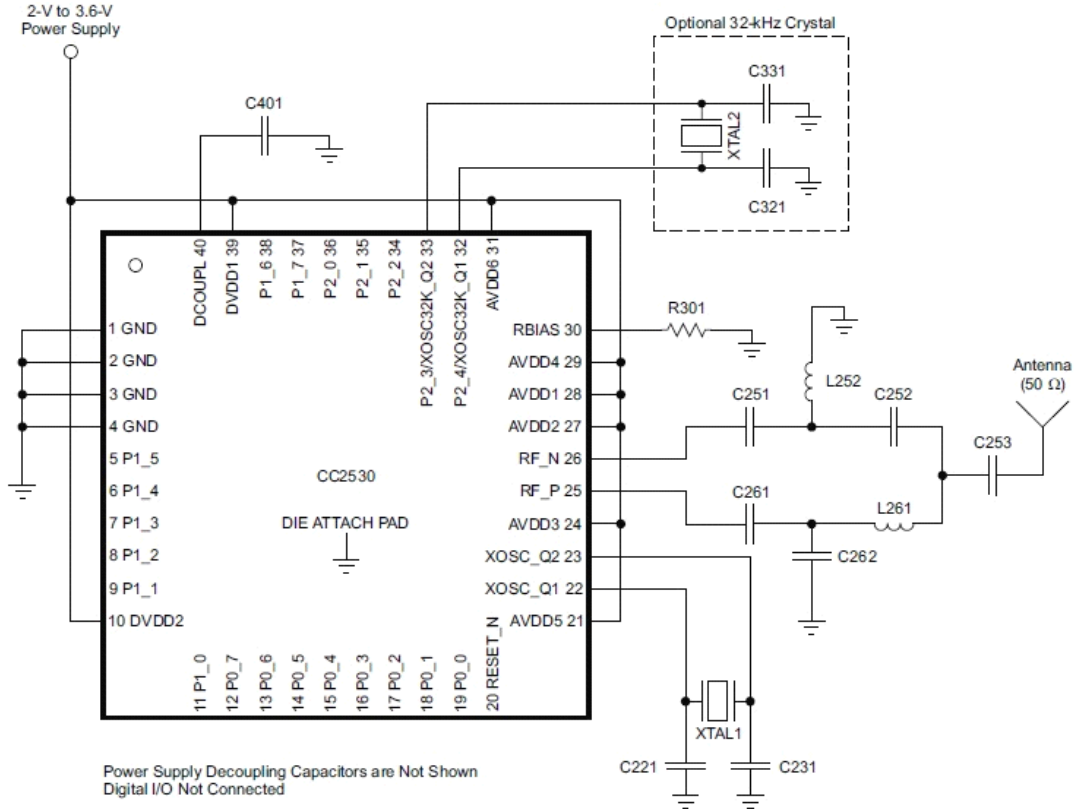 2-V to 3.6-V
Power Supply
Optional 32-kHz Crystal
C331
C401
XTAL2
C321
DCOUPL 40
DVDD1 39
P1_6 38
P1_7 37
P2_0 36
P2_1 35
P2_2 34
P2_3/XOSC32K_Q2 33
P2_4/XOSC32K_Q1 32
AVDD6 31
1 GND
2 GND
3 GND
4 GND
5 P1_5
6 P1_4
7 P1_3
8 P1_2
9 P1_1
10 DVDD2
CC2530
DIE ATTACH PAD
RBIAS 30
AVDD4 29
AVDD1 28
AVDD2 27
RF_N 26
RF_P 25
AVDD3 24
XOSC_Q2 23
XOSC_Q1 22
AVDD5 21
11 P1_0
12 P0_7
13 P0_6
14 P0_5
15 P0_4
16 P0_3
17 P0_2
18 P0_1
19 P0_0
20 RESET_N
R301
L252
Antenna
(50 Ω)
C251
C252
C253
C261
L261
C262
XTAL1
C221
C231
Power Supply Decoupling Capacitors are Not Shown
Digital I/O Not Connected